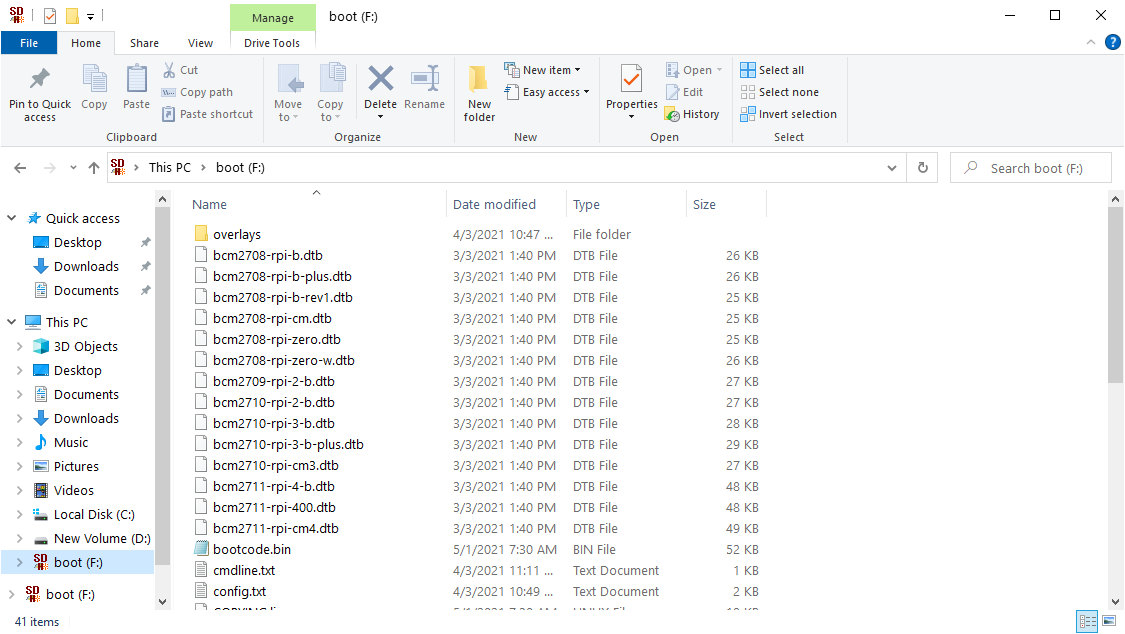 SD
Manage
boot (F:)
File
Home
Share
View
Drive Tools
?
Pin to Quick access
Copy
Paste
Cut
Copy path
Paste shortcut
Move to
Copy to
Delete
Rename
New folder
New item
Easy access
Properties
Open
Edit
History
Select all
Select none
Invert selection
Clipboard
Organize
New
Open
Select
SD
This PC
boot (F:)
Search boot (F:)
Quick access
Desktop
Downloads
Documents
This PC
3D Objects
Desktop
Documents
Downloads
Music
Pictures
Videos
Local Disk (C:)
New Volume (D:)
SD boot (F:)
SD boot (F:)
Name Date modified Type Size
overlays 4/3/2021 10:47 ... File folder
bcm2708-rpi-b.dtb 3/3/2021 1:40 PM DTB File 26 KB
bcm2708-rpi-b-plus.dtb 3/3/2021 1:40 PM DTB File 26 KB
bcm2708-rpi-b-rev1.dtb 3/3/2021 1:40 PM DTB File 25 KB
bcm2708-rpi-cm.dtb 3/3/2021 1:40 PM DTB File 25 KB
bcm2708-rpi-zero.dtb 3/3/2021 1:40 PM DTB File 25 KB
bcm2708-rpi-zero-w.dtb 3/3/2021 1:40 PM DTB File 26 KB
bcm2709-rpi-2-b.dtb 3/3/2021 1:40 PM DTB File 27 KB
bcm2710-rpi-2-b.dtb 3/3/2021 1:40 PM DTB File 27 KB
bcm2710-rpi-3-b.dtb 3/3/2021 1:40 PM DTB File 28 KB
bcm2710-rpi-3-b-plus.dtb 3/3/2021 1:40 PM DTB File 29 KB
bcm2710-rpi-cm3.dtb 3/3/2021 1:40 PM DTB File 27 KB
bcm2711-rpi-4-b.dtb 3/3/2021 1:40 PM DTB File 48 KB
bcm2711-rpi-400.dtb 3/3/2021 1:40 PM DTB File 48 KB
bcm2711-rpi-cm4.dtb 3/3/2021 1:40 PM DTB File 49 KB
bootcode.bin 5/1/2021 7:30 AM BIN File 52 KB
cmdline.txt 4/3/2021 11:11 ... Text Document 1 KB
config.txt 4/3/2021 10:49 ... Text Document 2 KB
41 items